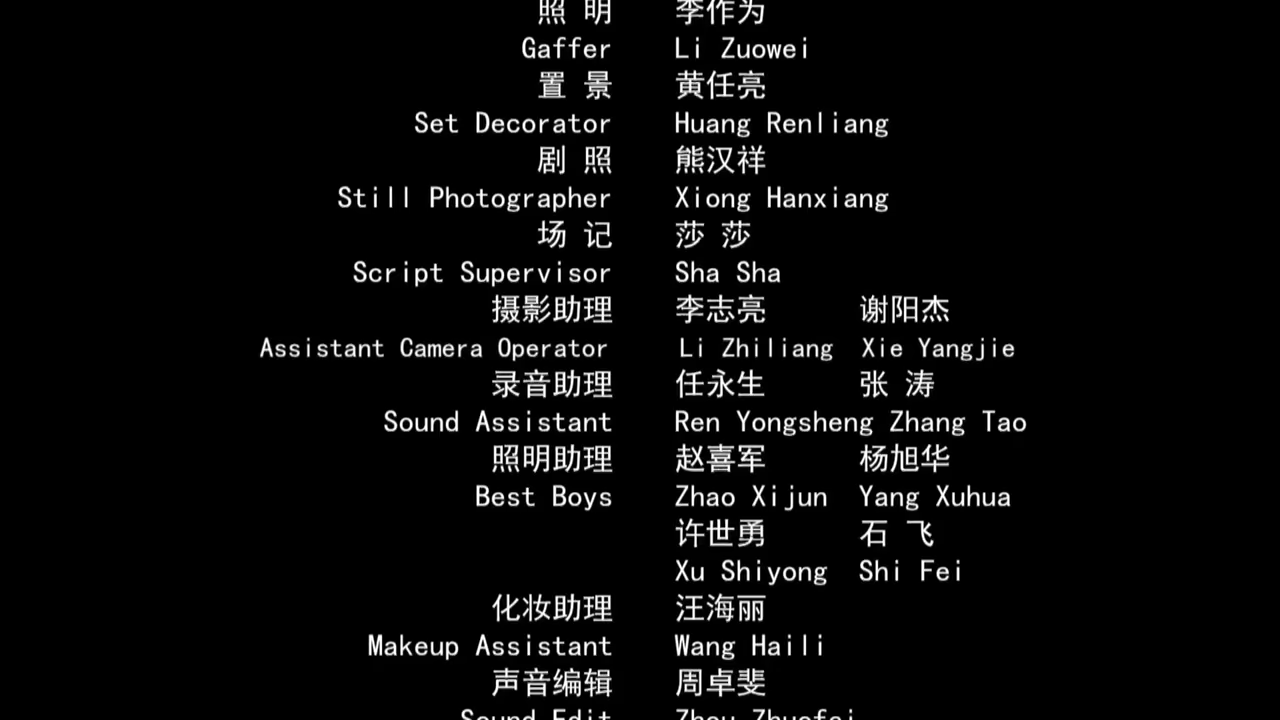 照 明 李作为
Gaffer Li Zuowei
置 景 黄任亮
Set Decorator Huang Renliang
剧 照 熊汉祥
Still Photographer Xiong Hanxiang
场 记 莎 莎
Script Supervisor Sha Sha
摄影助理 李志亮 谢阳杰
Assistant Camera Operator Li Zhiliang Xie Yangjie
录音助理 任永生 张 涛
Sound Assistant Ren Yongsheng Zhang Tao
照明助理 赵喜军 杨旭华
Best Boys Zhao Xijun Yang Xuhua
许世勇 石 飞
Xu Shiyong Shi Fei
化妆助理 汪海丽
Makeup Assistant Wang Haili
声音编辑 周卓斐
Sound Edit Zhou Zhuofei